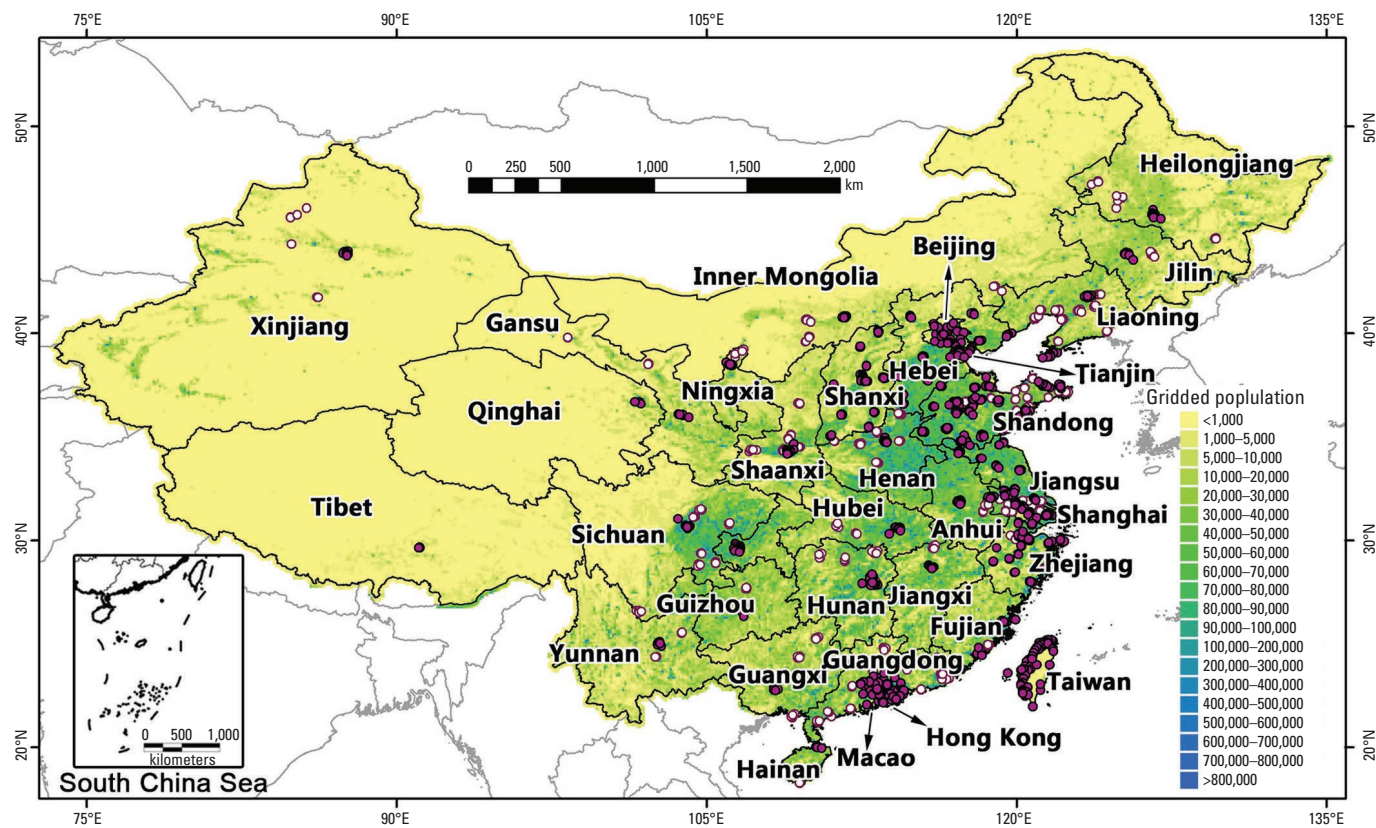 75°E 90°E 105°E 120°E 135°E
50°N 50°N
0 250 500 1,000 1,500 2,000
km
Heilongjiang
Beijing
Jilin
Inner Mongolia
Liaoning
Xinjiang
Gansu
40°N 40°N
Tianjin
Hebei
Ningxia
Shanxi
Qinghai
Shandong
Shaanxi
Henan
Jiangsu
Tibet
Hubei
Shanghai
Anhui
Sichuan
30°N 30°N
Zhejiang
Guizhou
Hunan
Jiangxi
Fujian
Yunnan
Guangdong
Guangxi
Taiwan
Hong Kong
20°N 20°N
Macao
Hainan
0 500 1,000
kilometers
South China Sea
Gridded poplulation
<1,000
1,000–5,000
5,000–10,000
10,000–20,000
20,000–30,000
30,000–40,000
40,000–50,000
50,000–60,000
60,000–70,000
70,000–80,000
80,000–90,000
90,000–100,000
100,000–200,000
200,000–300,000
300,000–400,000
400,000–500,000
500,000–600,000
600,000–700,000
700,000–800,000
>800,000
75°E 90°E 105°E 120°E 135°E